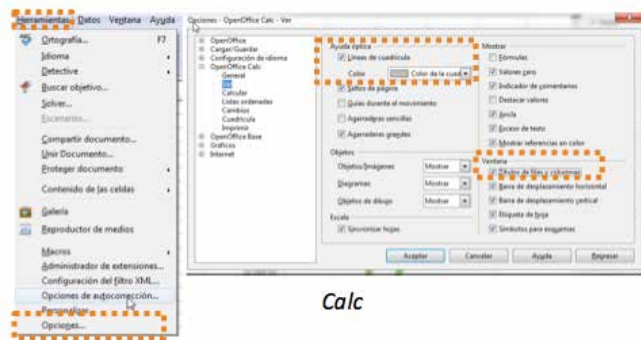 Herramientas Datos Ventana Ayuda
Ortografía... F7
Idioma
Detective
Buscar objetivo...
Solver...
Escenarios...
Compartir documento...
Unir Documento...
Proteger documento
Contenido de las celdas
Galería
Reproductor de medios
Macros
Administrador de extensiones...
Configuración del filtro XML...
Opciones de autocorrección...
Personalizar...
Opciones...
Opciones - OpenOffice Calc - Ver
OpenOffice
Cargar/Guardar
Configuración de idioma
OpenOffice Calc
General
Ver
Calcular
Listas ordenadas
Cambios
Cuadrícula
Imprimir
OpenOffice Base
Gráficos
Internet
Ayuda óptica
Líneas de cuadrícula
Color Color de la cuad
Saltos de página
Guías durante el movimiento
Agarraderas sencillas
Agarraderas grandes
Objetos
Objetos/Imágenes Mostrar
Diagramas Mostrar
Objetos de dibujo Mostrar
Escala
Sincronizar hojas
Mostrar
Fórmulas
Valores cero
Indicador de comentarios
Destacar valores
Ancla
Exceso de texto
Mostrar referencias en color
Ventana
Títulos de filas y columnas
Barra de desplazamiento horizontal
Barra de desplazamiento vertical
Etiqueta de hoja
Símbolos para esquemas
Aceptar Cancelar Ayuda Regresar
Calc